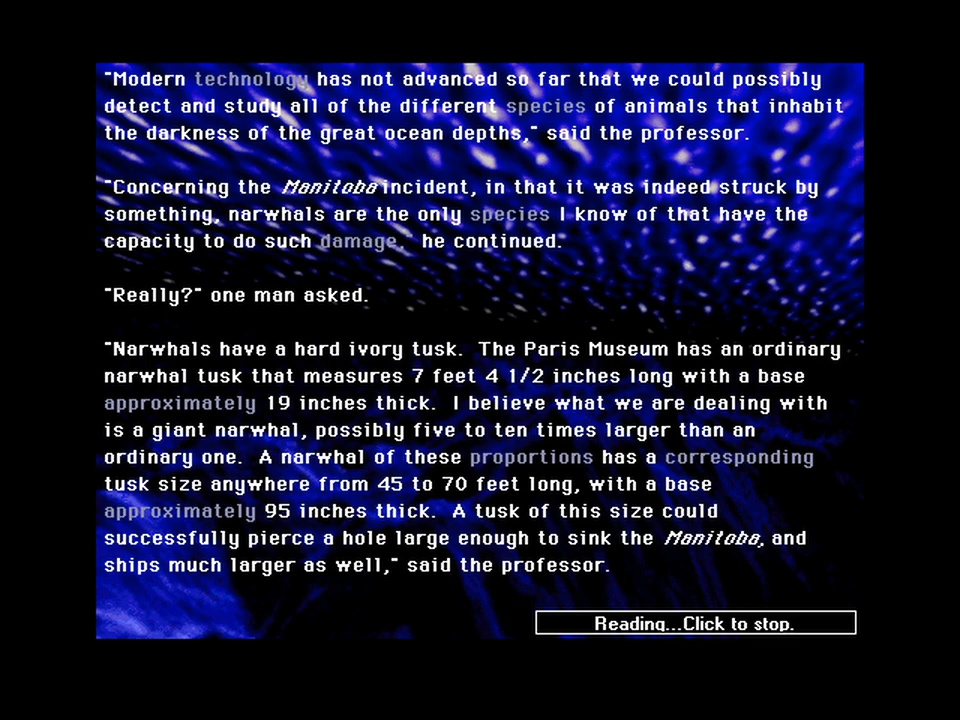 "Modern technology has not advanced so far that we could possibly
detect and study all of the different species of animals that inhabit
the darkness of the great ocean depths," said the professor.
"Concerning the Manitoba incident, in that it was indeed struck by
something, narwhals are the only species I know of that have the
capacity to do such damage," he continued.
"Really?" one man asked.
"Narwhals have a hard ivory tusk.  The Paris Museum has an ordinary
narwhal tusk that measures 7 feet 4 1/2 inches long with a base
approximately 19 inches thick.  I believe what we are dealing with
is a giant narwhal, possibly five to ten times larger than an
ordinary one.  A narwhal of these proportions has a corresponding
tusk size anywhere from 45 to 70 feet long, with a base
approximately 95 inches thick.  A tusk of this size could
successfully pierce a hole large enough to sink the Manitoba, and
ships much larger as well," said the professor.
Reading...Click to stop.